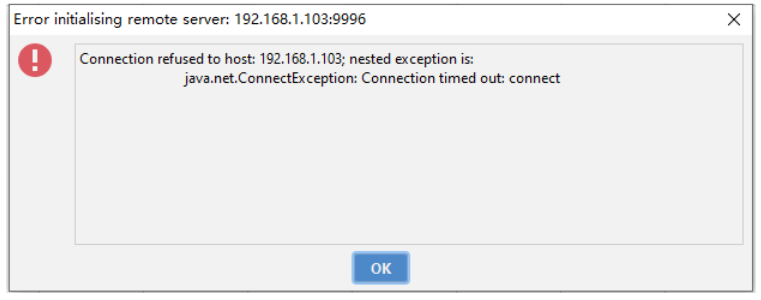 Error initialising remote server: 192.168.1.103:9996
Connection refused to host: 192.168.1.103; nested exception is:
java.net.ConnectException: Connection timed out: connect
OK